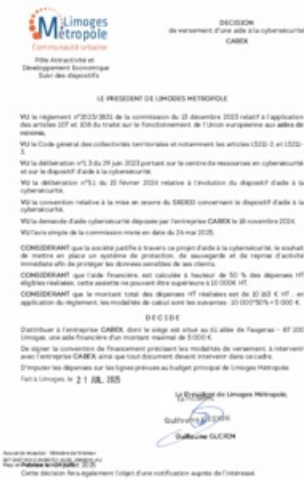 Limoges
Métropole
Communauté urbaine
Pôle Attractivité et
Développement Economique
Suivi des dispositifs
DECISION
de versement d'une aide à la cybersécurité
CABEX
LE PRESIDENT DE LIMOGES METROPOLE
VU le règlement n°2023/2831 de la commission du 13 décembre 2023 relatif à l'application
des articles 107 et 108 du traité sur le fonctionnement de l'Union européenne aux aides de
minimis,
VU le Code général des collectivités territoriales et notamment les articles L5211-2, et L5211-
3,
VU la délibération n°1.3 du 29 juin 2023 portant sur le centre de ressources en cybersécurité
et sur le dispositif d'aide à la cybersécurité,
VU la délibération n°5.1 du 15 février 2024 relative à l'évolution du dispositif d'aide à la
cybersécurité,
VU la convention relative à la mise en œuvre du SRDEII concernant le dispositif d'aide à la
cybersécurité,
VU la demande d'aide cybersécurité déposée par l'entreprise CABEX le 18 novembre 2024,
VU l'avis simple de la commission mixte en date du 26 mai 2025,
CONSIDERANT que la société justifie à travers ce projet d'aide à la cybersécurité, le souhait
de mettre en place un système de protection, de sauvegarde et de reprise d'activité
immédiate afin de protéger les données sensibles de ses clients,
CONSIDERANT que l'aide financière, est calculée à hauteur de 50 % des dépenses HT
éligibles réalisées, cette assiette ne pouvant être supérieure à 10 000€ HT,
CONSIDERANT que le montant total des dépenses HT réalisées est de 10 163 € HT ; en
application du règlement, les modalités de calcul sont les suivantes : 10 000*50% = 5 000 €,
DECIDE
D'attribuer à l'entreprise CABEX, dont le siège est situé au 61 allée de Faugeras – 87 100
Limoges, une aide financière d'un montant maximal de 5 000 €.
De signer la convention de financement précisant les modalités de versement, à intervenir
avec l'entreprise CABEX, ainsi que tout document devant intervenir dans ce cadre.
D'imputer les dépenses sur les lignes prévues au budget principal de Limoges Métropole.
Fait à Limoges, le 21 JUIL. 2025
Le Président de Limoges Métropole,
Guillaume GUERIN
Accusé de réception - Ministère de l'Intérieur
Cette décision fera également l'objet d'une notification auprès de l'intéressé.